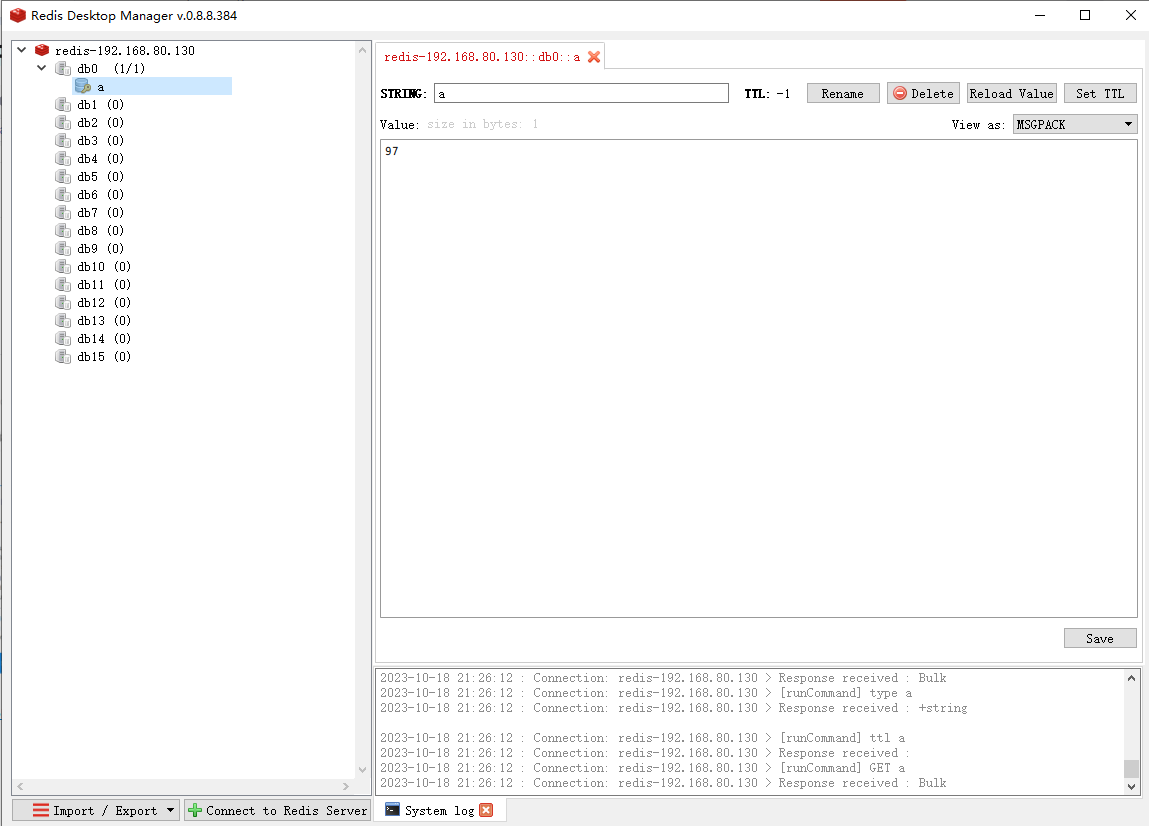 Redis Desktop Manager v.0.8.8.384
redis-192.168.80.130
db0 (1/1)
a
db1 (0)
db2 (0)
db3 (0)
db4 (0)
db5 (0)
db6 (0)
db7 (0)
db8 (0)
db9 (0)
db10 (0)
db11 (0)
db12 (0)
db13 (0)
db14 (0)
db15 (0)
Import / Export
Connect to Redis Server
redis-192.168.80.130::db0::a
STRING: a TTL: -1 Rename Delete Reload Value Set TTL
Value: size in bytes: 1 View as: MSGPACK
97
Save
2023-10-18 21:26:12 : Connection: redis-192.168.80.130 > Response received : Bulk
2023-10-18 21:26:12 : Connection: redis-192.168.80.130 > [runCommand] type a
2023-10-18 21:26:12 : Connection: redis-192.168.80.130 > Response received : +string
2023-10-18 21:26:12 : Connection: redis-192.168.80.130 > [runCommand] ttl a
2023-10-18 21:26:12 : Connection: redis-192.168.80.130 > Response received :
2023-10-18 21:26:12 : Connection: redis-192.168.80.130 > [runCommand] GET a
2023-10-18 21:26:12 : Connection: redis-192.168.80.130 > Response received : Bulk
System log